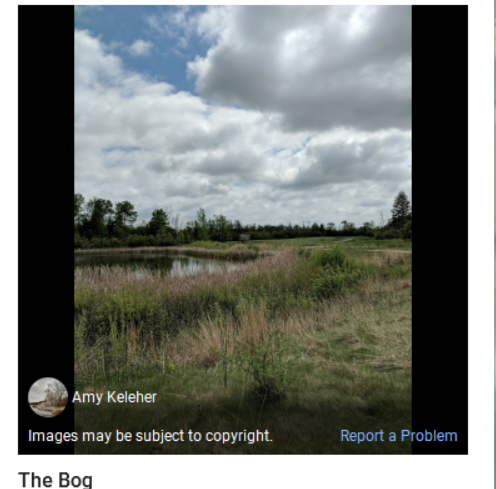 Amy Keleher
Images may be subject to copyright.
Report a Problem
The Bog